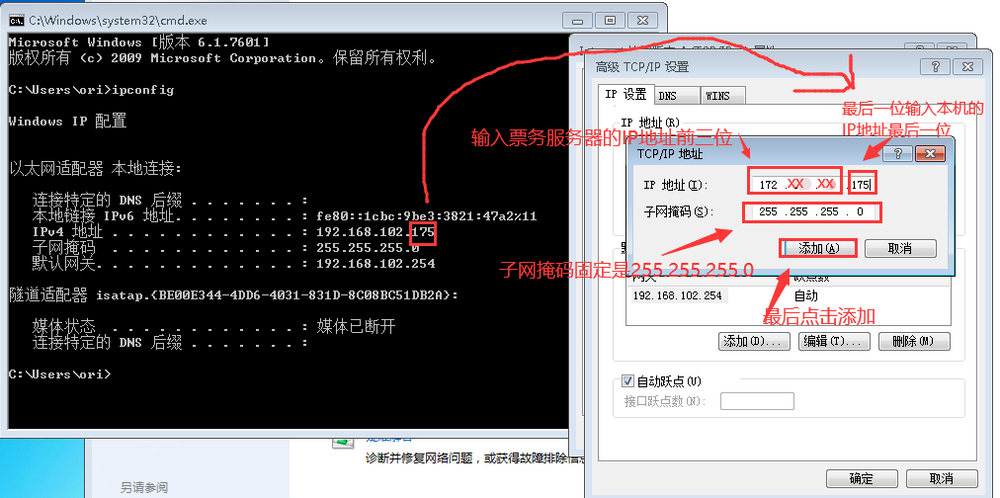 C:\Windows\system32\cmd.exe
Microsoft Windows [版本 6.1.7601]
版权所有 (c) 2009 Microsoft Corporation。保留所有权利。
C:\Users\ori>ipconfig
Windows IP 配置
以太网适配器 本地连接:
连接特定的 DNS 后缀 . . . . . . . :
本地链接 IPv6 地址. . . . . . . . : fe80::1cbc:9be3:3821:47a2%11
IPv4 地址 . . . . . . . . . . . . : 192.168.102.175
子网掩码 . . . . . . . . . . . . : 255.255.255.0
默认网关. . . . . . . . . . . . . : 192.168.102.254
隧道适配器 isatap.{BE00E344-4DD6-4031-831D-8C08BC51DB2A}:
媒体状态 . . . . . . . . . . . . : 媒体已断开
连接特定的 DNS 后缀 . . . . . . . :
C:\Users\ori>
高级 TCP/IP 设置
IP 设置 DNS WINS
最后一位输入本机的
IP地址最后一位
IP 地址(R)
输入票务服务器的IP地址前三位
TCP/IP 地址
IP 地址(I): 172 .XX .XX .175
子网掩码(S): 255 .255 .255 . 0
添加(A) 取消
子网掩码固定是255.255.255.0
192.168.102.254 自动
最后点击添加
添加(D)... 编辑(T)... 删除(M)
自动跃点(U)
接口跃点数(N):
诊断并修复网络问题，或获得故障排除信息
另请参阅
确定 取消